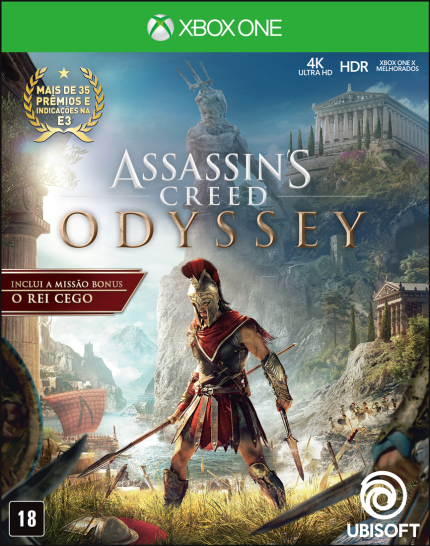 XBOX ONE
4K
ULTRA HD
HDR
XBOX ONE X
MELHORADOS
MAIS DE 35
PRÊMIOS E
INDICAÇÕES NA
E3
ASSASSIN'S
CREED
ODYSSEY
INCLUI A MISSÃO BONUS
O REI CEGO
18
UBISOFT